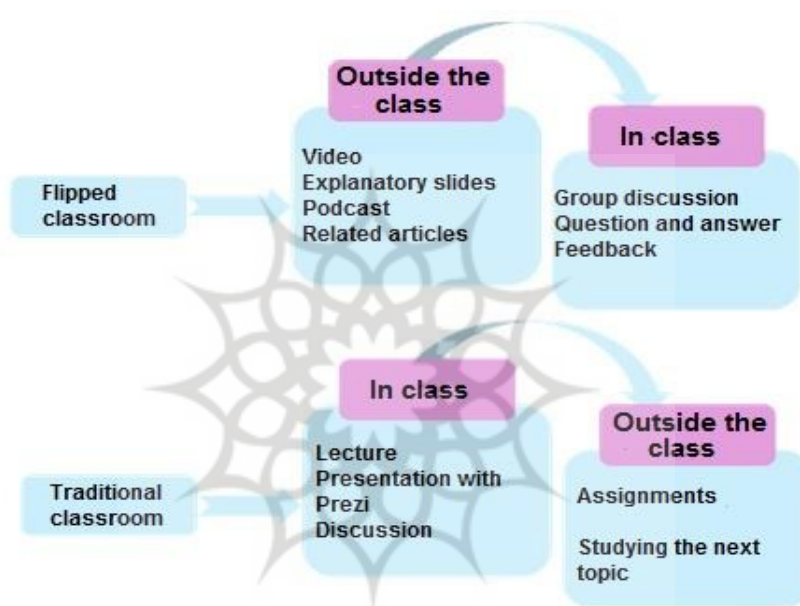 Flipped
classroom
Outside the
class
Video
Explanatory slides
Podcast
Related articles
In class
Group discussion
Question and answer
Feedback
Traditional
classroom
In class
Lecture
Presentation with
Prezi
Discussion
Outside the
class
Assignments
Studying the next
topic